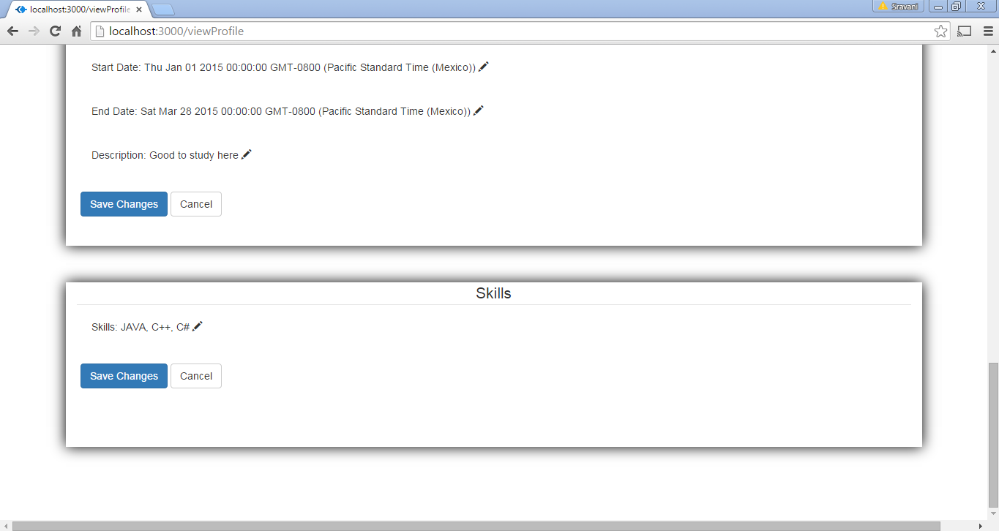 localhost:3000/viewProfile
Sravani
localhost:3000/viewProfile
Start Date: Thu Jan 01 2015 00:00:00 GMT-0800 (Pacific Standard Time (Mexico))
End Date: Sat Mar 28 2015 00:00:00 GMT-0800 (Pacific Standard Time (Mexico))
Description: Good to study here
Save Changes Cancel
Skills
Skills: JAVA, C++, C#
Save Changes Cancel